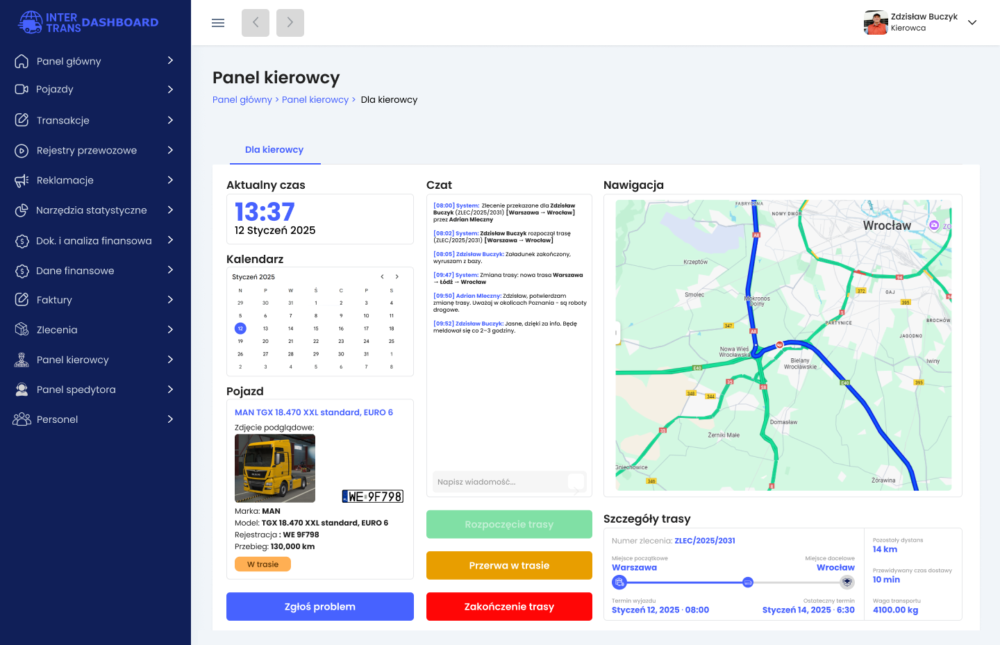 INTER
TRANS DASHBOARD
Panel główny
Pojazdy
Transakcje
Rejestry przewozowe
Reklamacje
Narzędzia statystyczne
Dok. i analiza finansowa
Dane finansowe
Faktury
Zlecenia
Panel kierowcy
Panel spedytora
Personel
Zdzisław Buczyk
Kierowca
Panel kierowcy
Panel główny > Panel kierowcy > Dla kierowcy
Dla kierowcy
Aktualny czas
13:37
12 Styczeń 2025
Kalendarz
Styczeń 2025
N P W Ś C P S
29 30 31 1 2 3 4
5 6 7 8 9 10 11
12 13 14 15 16 17 18
19 20 21 22 23 24 25
26 27 28 29 30 31 1
2 3 4 5 6 7 8
Pojazd
MAN TGX 18.470 XXL standard, EURO 6
Zdjęcie podglądowe:
WE 9F798
Marka: MAN
Model: TGX 18.470 XXL standard, EURO 6
Rejestracja : WE 9F798
Przebieg: 130,000 km
W trasie
Zgłoś problem
Czat
[08:00] System: Zlecenie przekazane dla Zdzisław
Buczyk (ZLEC/2025/2031) [Warszawa → Wrocław]
przez Adrian Mleczny
[08:02] System: Zdzisław Buczyk rozpoczął trasę
(ZLEC/2025/2031) [Warszawa → Wrocław]
[08:05] Zdzisław Buczyk: Załadunek zakończony,
wyruszam z bazy.
[09:47] System: Zmiana trasy: nowa trasa Warszawa
→ Łódź → Wrocław
[09:50] Adrian Mleczny: Zdzisław, potwierdzam
zmianę trasy. Uważaj w okolicach Poznania - są roboty
drogowe.
[09:52] Zdzisław Buczyk: Jasne, dzięki za info. Będę
meldował się co 2–3 godziny.
Napisz wiadomość...
Rozpoczęcie trasy
Przerwa w trasie
Zakończenie trasy
Nawigacja
FABRYCZNA
NOWY DWÓR
Wrocław
ZO
A8
Krzeptów
94
372
GAJ
395
Smolec
Mokronos
Dolny
5
BROCHÓW
347
A8
PARTYNICE
JAGODNO
Nowa Wieś
Wrocławska
Bielany
Wrocławskie
Iwiny
E40
35
98
E40
395
348
344
Domasław
35
Żerniki Małe
Gniechowice
346
8
Żórawina
Szczegóły trasy
Numer zlecenia: ZLEC/2025/2031
Miejsce początkowe
Warszawa
Miejsce docelowe
Wrocław
Termin wyjazdu
Styczeń 12, 2025 · 08:00
Ostateczny termin
Styczeń 14, 2025 · 6:30
Pozostały dystans
14 km
Przewidywany czas dostawy
10 min
Waga transportu
4100.00 kg